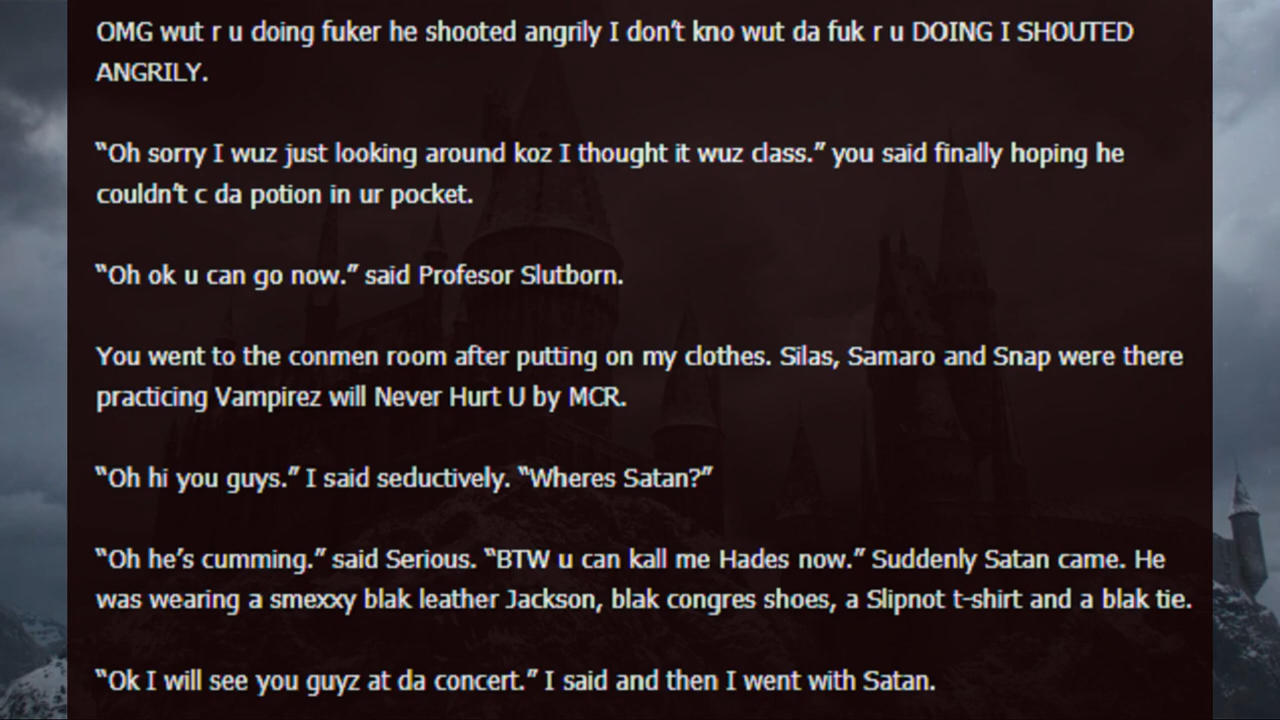 OMG wut r u doing fuker he shooted angrily I don’t kno wut da fuk r u DOING I SHOUTED
ANGRILY.
“Oh sorry I wuz just looking around koz I thought it wuz class.” you said finally hoping he
couldn’t c da potion in ur pocket.
“Oh ok u can go now.” said Profesor Slutborn.
You went to the conmen room after putting on my clothes. Silas, Samaro and Snap were there
practicing Vampirez will Never Hurt U by MCR.
“Oh hi you guys.” I said seductively. “Wheres Satan?”
“Oh he’s cumming.” said Serious. “BTW u can kall me Hades now.” Suddenly Satan came. He
was wearing a smexxy blak leather Jackson, blak congres shoes, a Slipnot t-shirt and a blak tie.
“Ok I will see you guyz at da concert.” I said and then I went with Satan.